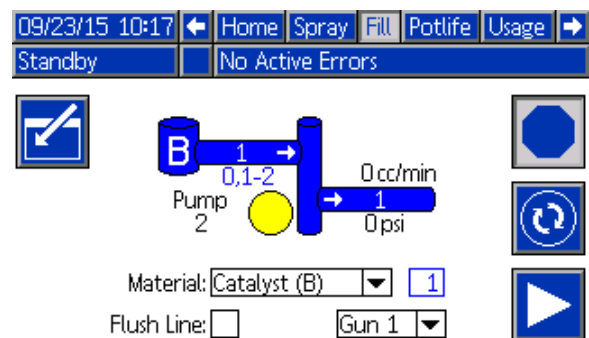 09/23/15 10:17 Home Spray Fill Potlife Usage
Standby No Active Errors
B 1
0,1-2
0 cc/min
Pump
2
1
0 psi
Material: Catalyst (B) 1
Flush Line: Gun 1